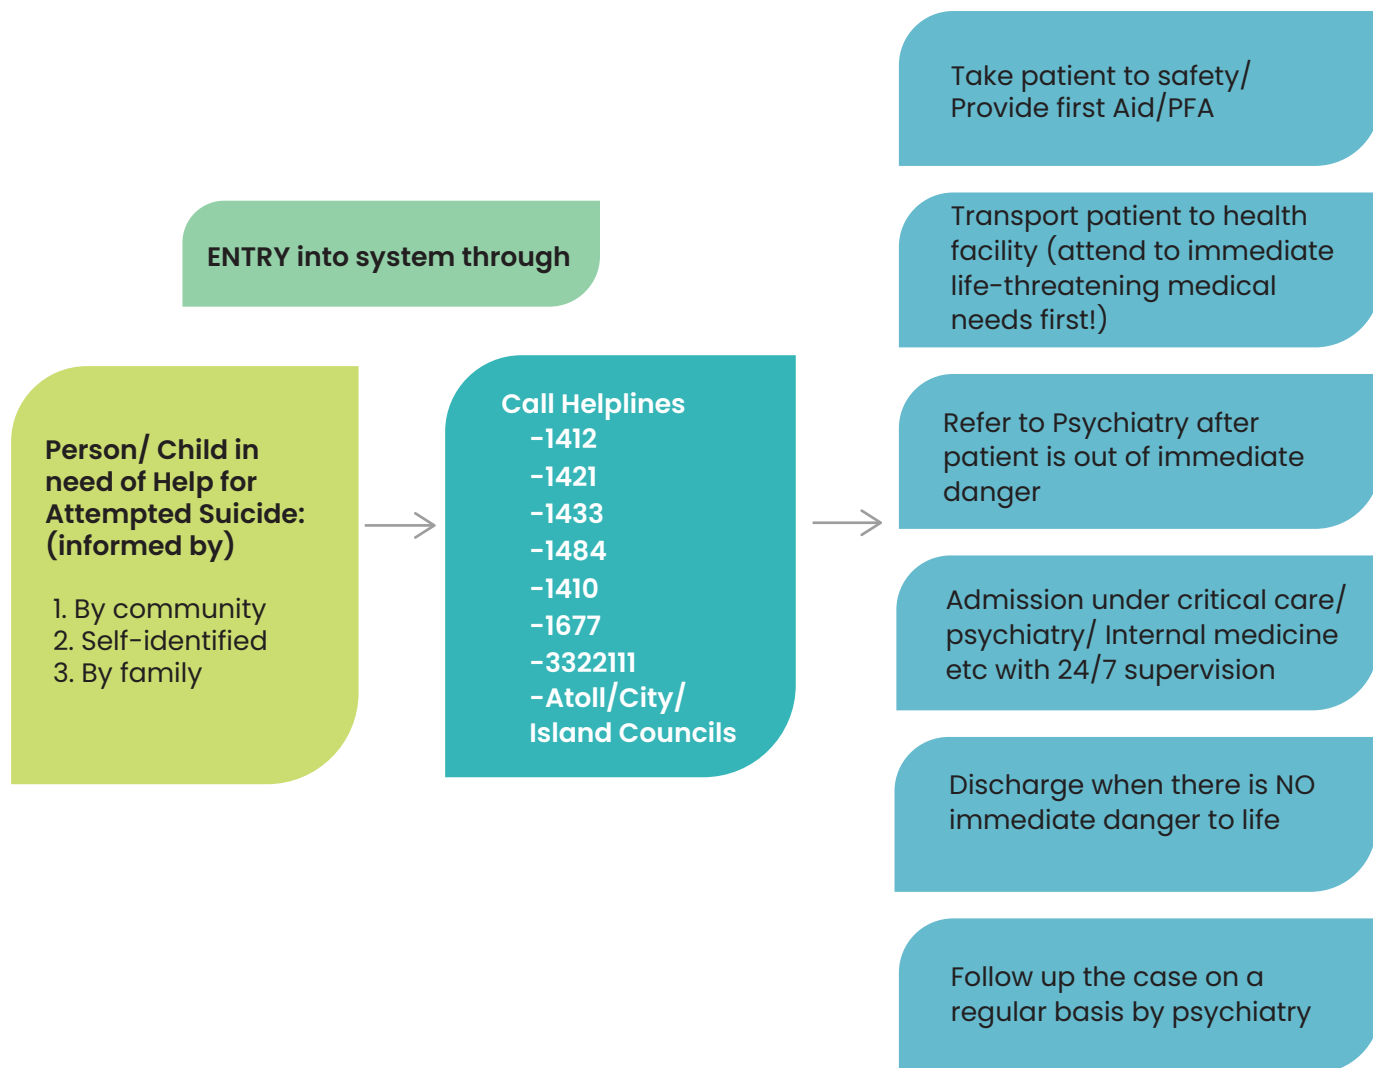 ENTRY into system through
Person/ Child in
need of Help for
Attempted Suicide:
(informed by)
1. By community
2. Self-identified
3. By family
Call Helplines
-1412
-1421
-1433
-1484
-1410
-1677
-3322111
-Atoll/City/
Island Councils
Take patient to safety/
Provide first Aid/PFA
Transport patient to health
facility (attend to immediate
life-threatening medical
needs first!)
Refer to Psychiatry after
patient is out of immediate
danger
Admission under critical care/
psychiatry/ Internal medicine
etc with 24/7 supervision
Discharge when there is NO
immediate danger to life
Follow up the case on a
regular basis by psychiatry